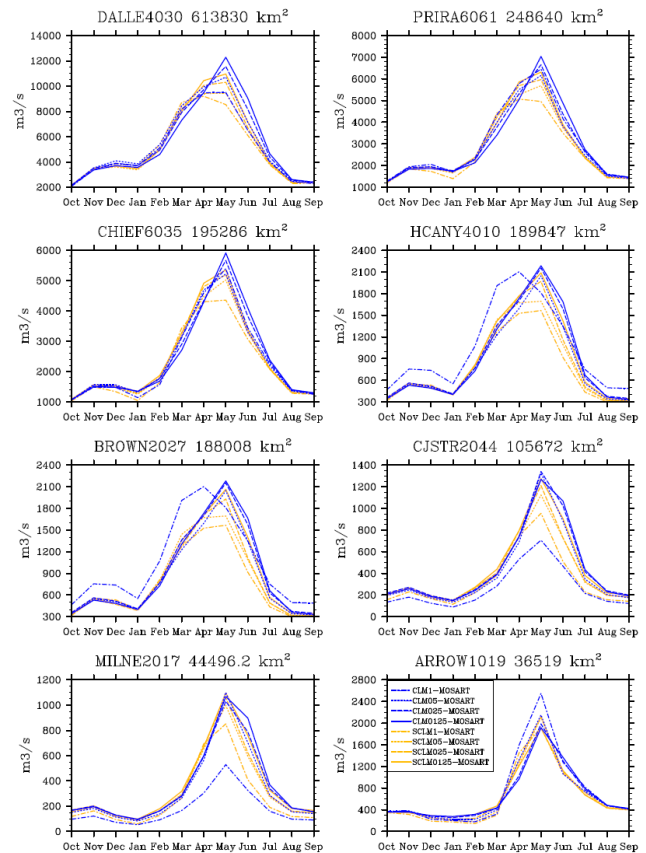 DALLE4030 613830 km²
14000
12000
10000
8000
6000
4000
2000
m3/s
Oct Nov Dec Jan Feb Mar Apr May Jun Jul Aug Sep
PRIRA6061 248640 km²
8000
7000
6000
5000
4000
3000
2000
1000
m3/s
Oct Nov Dec Jan Feb Mar Apr May Jun Jul Aug Sep
CHIEF6035 195286 km²
6000
5000
4000
3000
2000
1000
m3/s
Oct Nov Dec Jan Feb Mar Apr May Jun Jul Aug Sep
HCANY4010 189847 km²
2400
2100
1800
1500
1200
900
600
300
m3/s
Oct Nov Dec Jan Feb Mar Apr May Jun Jul Aug Sep
BROWN2027 188008 km²
2400
2100
1800
1500
1200
900
600
300
m3/s
Oct Nov Dec Jan Feb Mar Apr May Jun Jul Aug Sep
CJSTR2044 105672 km²
1400
1200
1000
800
600
400
200
0
m3/s
Oct Nov Dec Jan Feb Mar Apr May Jun Jul Aug Sep
MILNE2017 44496.2 km²
1200
1000
800
600
400
200
0
m3/s
Oct Nov Dec Jan Feb Mar Apr May Jun Jul Aug Sep
ARROW1019 36519 km²
2800
2400
2000
1600
1200
800
400
0
m3/s
CLM1-MOSART
CLM05-MOSART
CLM025-MOSART
CLM0125-MOSART
SCLM1-MOSART
SCLM05-MOSART
SCLM025-MOSART
SCLM0125-MOSART
Oct Nov Dec Jan Feb Mar Apr May Jun Jul Aug Sep